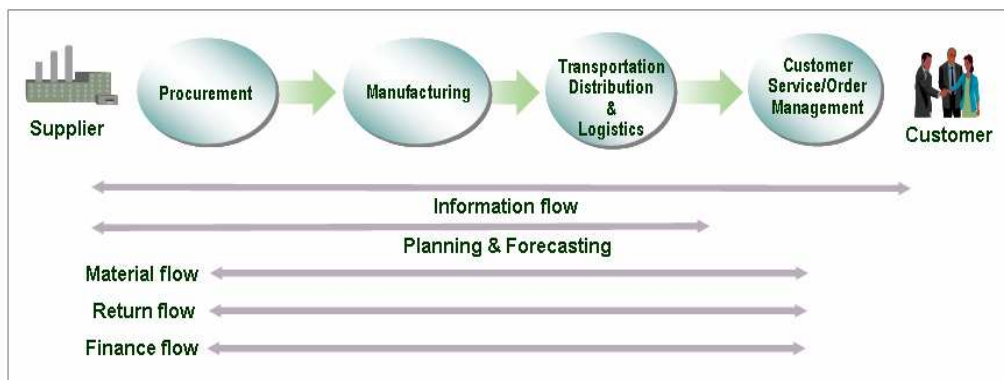 Supplier
Procurement
Manufacturing
Transportation
Distribution
&
Logistics
Customer
Service/Order
Management
Customer
Information flow
Planning & Forecasting
Material flow
Return flow
Finance flow